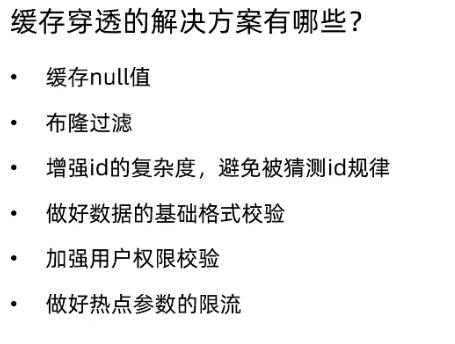 缓存穿透的解决方案有哪些？
• 缓存null值
• 布隆过滤
• 增强id的复杂度，避免被猜测id规律
• 做好数据的基础格式校验
• 加强用户权限校验
• 做好热点参数的限流